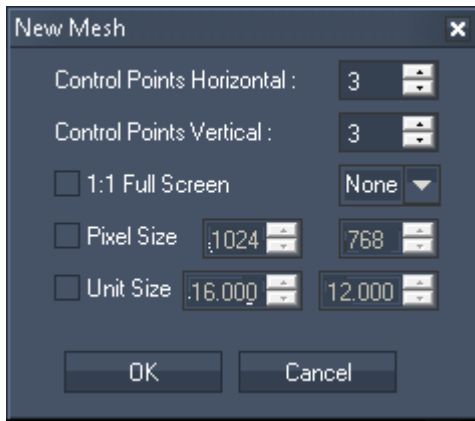 New Mesh
Control Points Horizontal : 3
Control Points Vertical : 3
1:1 Full Screen None
Pixel Size 1024 768
Unit Size 16.000 12.000
OK Cancel